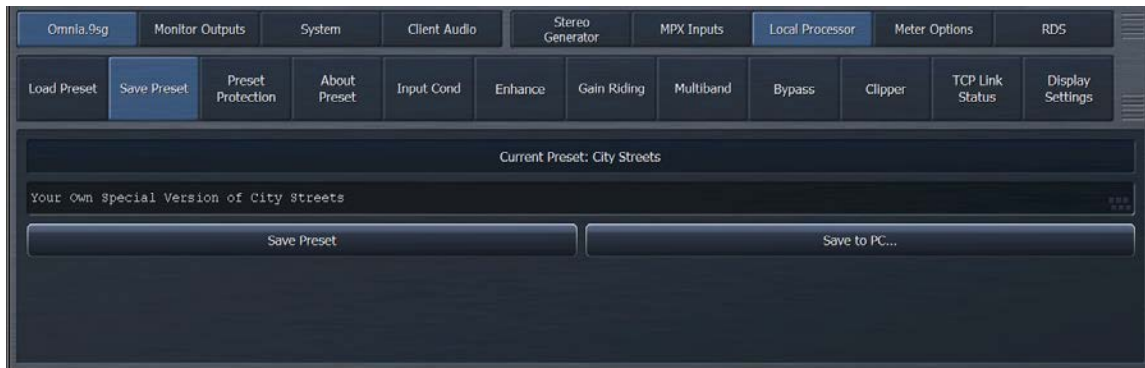 Omnia.9sg
Monitor Outputs
System
Client Audio
Stereo
Generator
MPX Inputs
Local Processor
Meter Options
RDS
Load Preset
Save Preset
Preset
Protection
About
Preset
Input Cond
Enhance
Gain Riding
Multiband
Bypass
Clipper
TCP Link
Status
Display
Settings
Current Preset: City Streets
Your Own Special Version of City Streets
Save Preset
Save to PC...